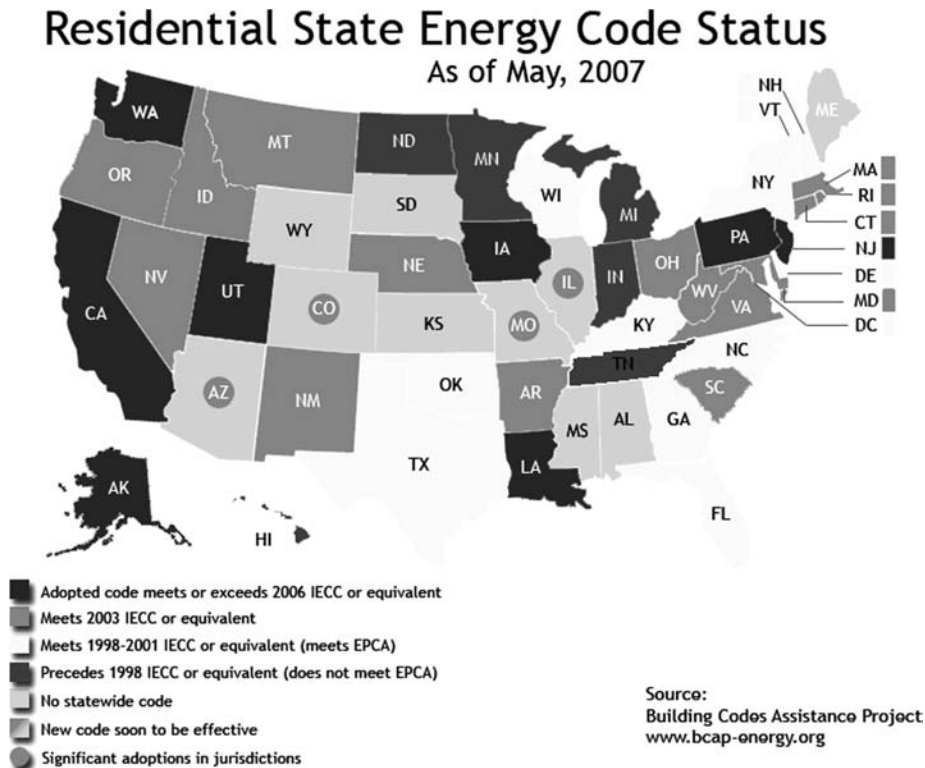 Residential State Energy Code Status
As of May, 2007
NH
VT
ME
WA
MT
ND
MN
OR
ID
WY
SD
WI
NY
MA
RI
CT
NJ
DE
MD
DC
MI
IA
NE
PA
NV
UT
CO
IL
IN
OH
WV
VA
CA
KS
MO
KY
NC
AZ
NM
OK
AR
TN
SC
MS
AL
GA
TX
LA
FL
AK
HI
Adopted code meets or exceeds 2006 IECC or equivalent
Meets 2003 IECC or equivalent
Meets 1998-2001 IECC or equivalent (meets EPCA)
Precedes 1998 IECC or equivalent (does not meet EPCA)
No statewide code
New code soon to be effective
Significant adoptions in jurisdictions
Source:
Building Codes Assistance Project
www.bcap-energy.org